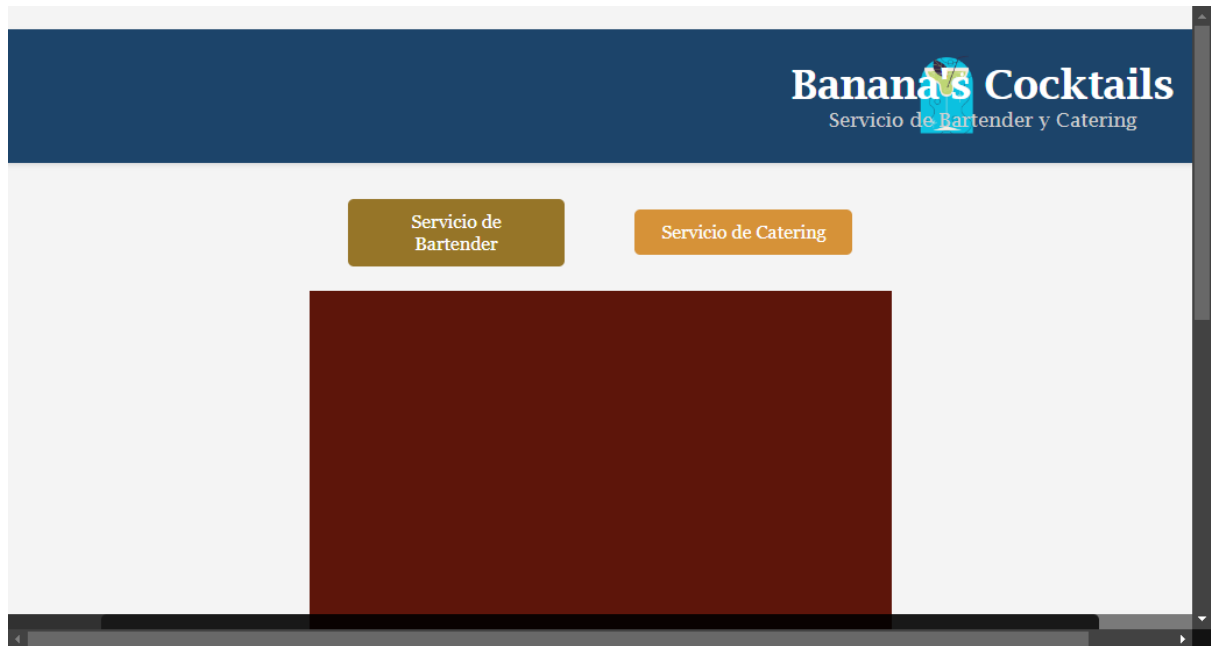 Banana's Cocktails
Servicio de Bartender y Catering
Servicio de
Bartender
Servicio de Catering